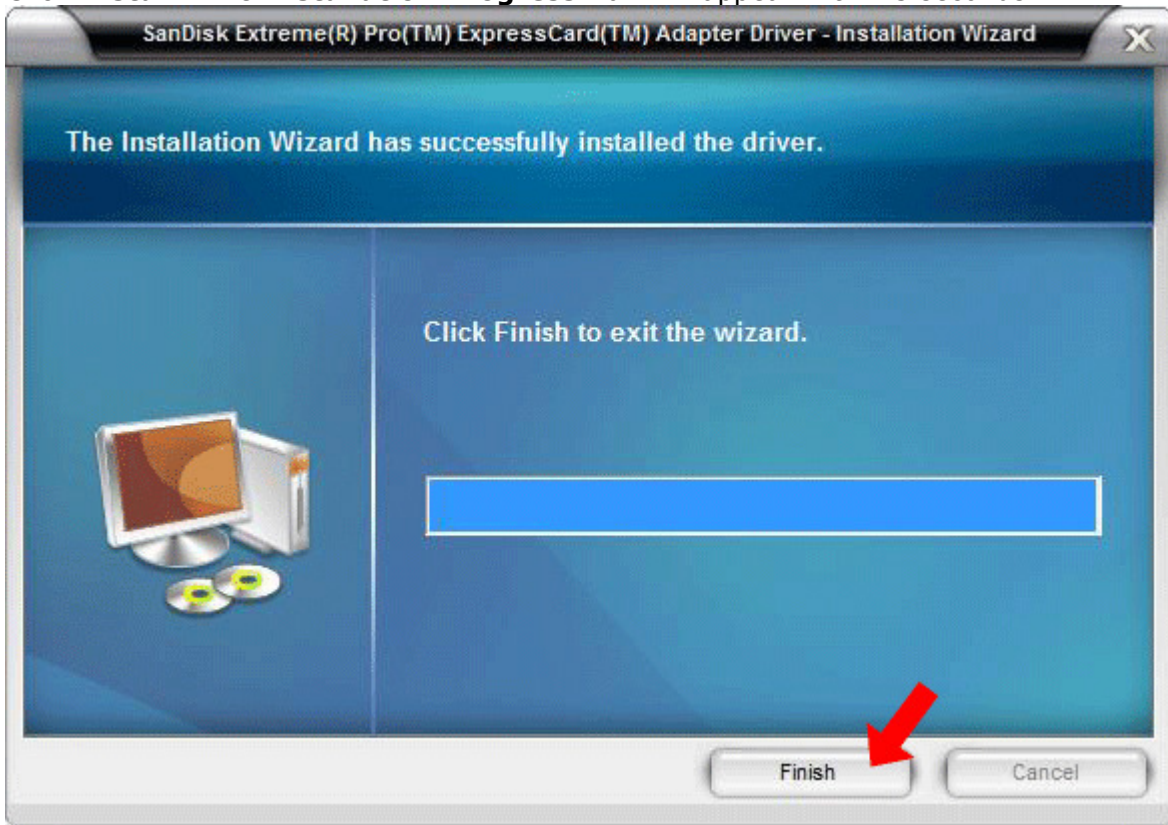 SanDisk Extreme(R) Pro(TM) ExpressCard(TM) Adapter Driver - Installation Wizard
The Installation Wizard has successfully installed the driver.
Click Finish to exit the wizard.
Finish
Cancel